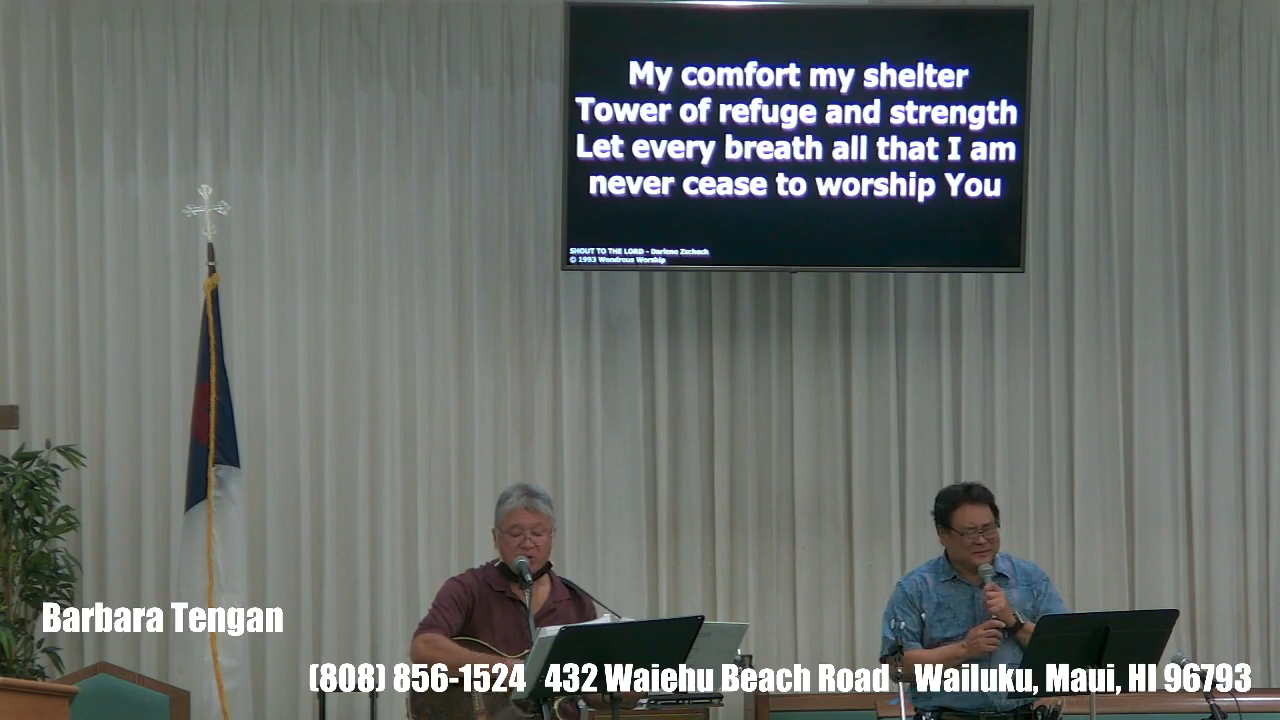 My comfort my shelter
Tower of refuge and strength
Let every breath all that I am
never cease to worship You
SHOUT TO THE LORD - Darlene Zschech
© 1993 Wondrous Worship
Barbara Tengan
(808) 856-1524 432 Waiehu Beach Road Wailuku, Maui, HI 96793